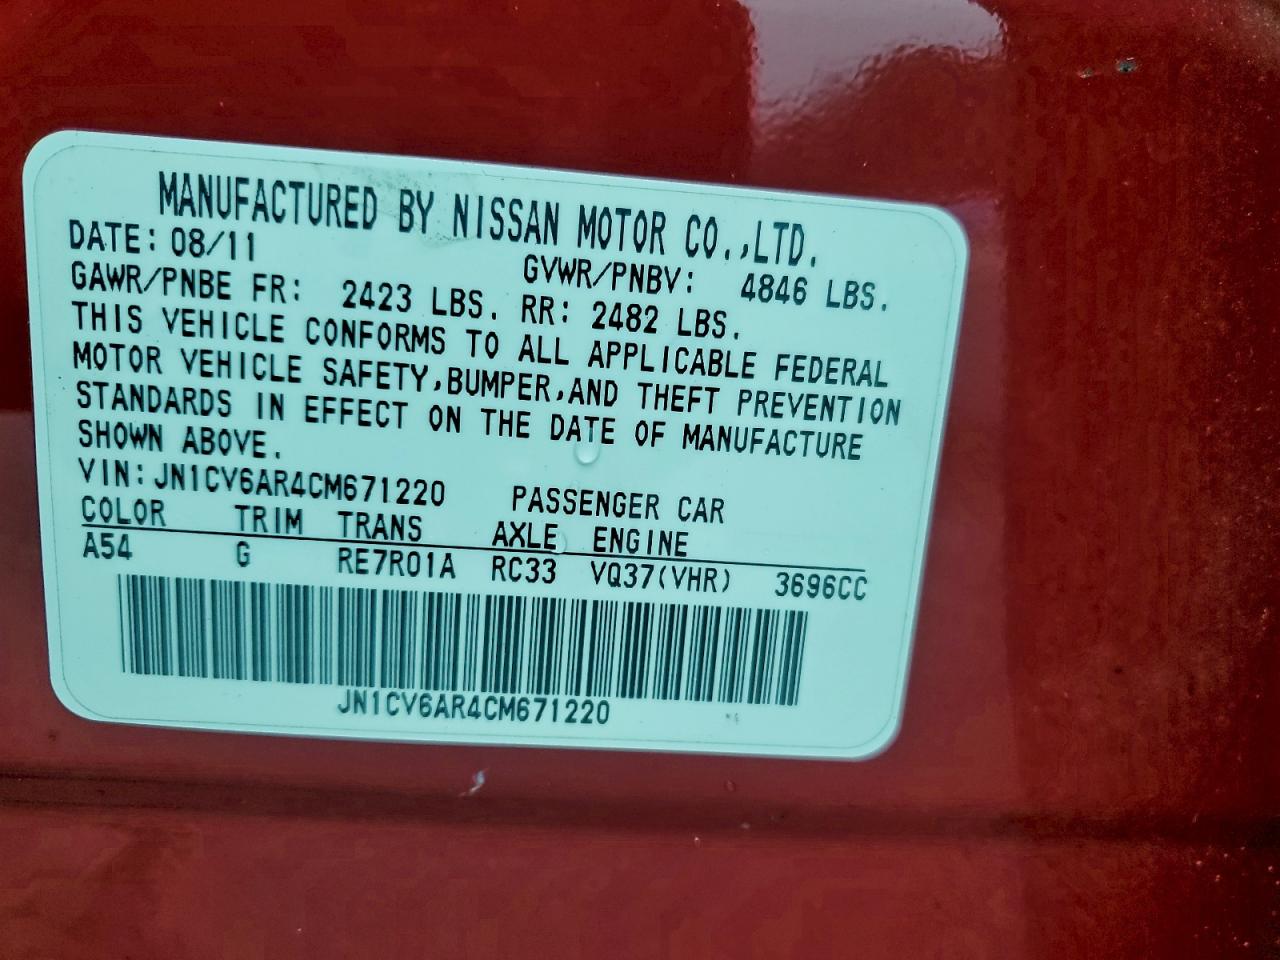 MANUFACTURED BY NISSAN MOTOR CO.,LTD.
DATE: 08/11 GVWR/PNBV: 4846 LBS.
GAWR/PNBE FR: 2423 LBS. RR: 2482 LBS.
THIS VEHICLE CONFORMS TO ALL APPLICABLE FEDERAL
MOTOR VEHICLE SAFETY,BUMPER,AND THEFT PREVENTION
STANDARDS IN EFFECT ON THE DATE OF MANUFACTURE
SHOWN ABOVE.
VIN: JN1CV6AR4CM671220 PASSENGER CAR
COLOR TRIM TRANS AXLE ENGINE
A54 G RE7R01A RC33 VQ37(VHR) 3696CC
JN1CV6AR4CM671220